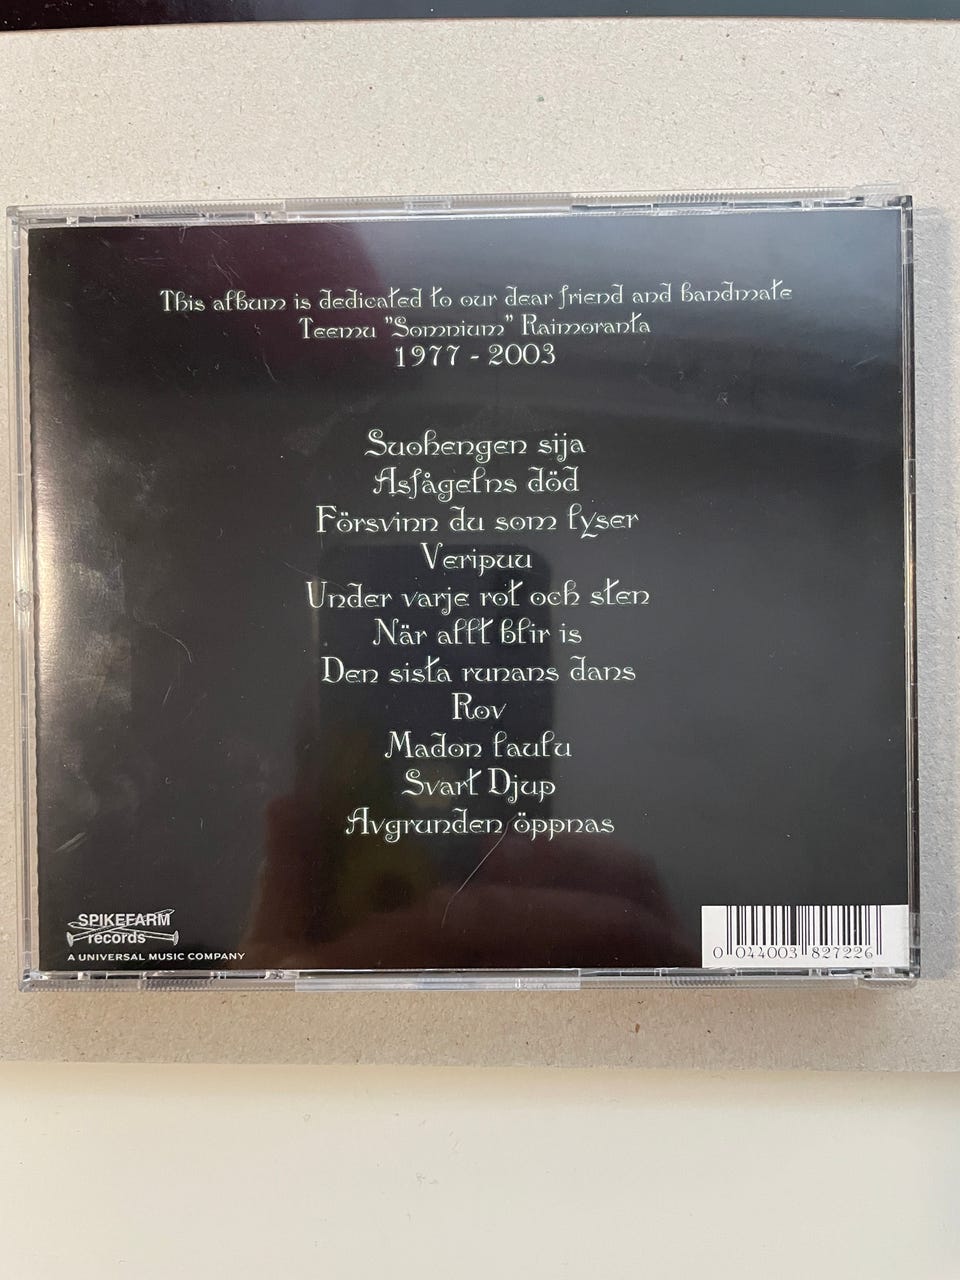 This album is dedicated to our dear friend and bandmate
Teemu "Somnium" Raimoranta
1977 - 2003
Suohengen sija
Asfågelns död
Försvinn du som lyser
Veripuu
Under varje rot och sten
När allt blir is
Den sista runans dans
Rov
Madon laulu
Svart Djup
Avgrunden öppnas
SPIKEFARM
records
A UNIVERSAL MUSIC COMPANY
0 044003 827226